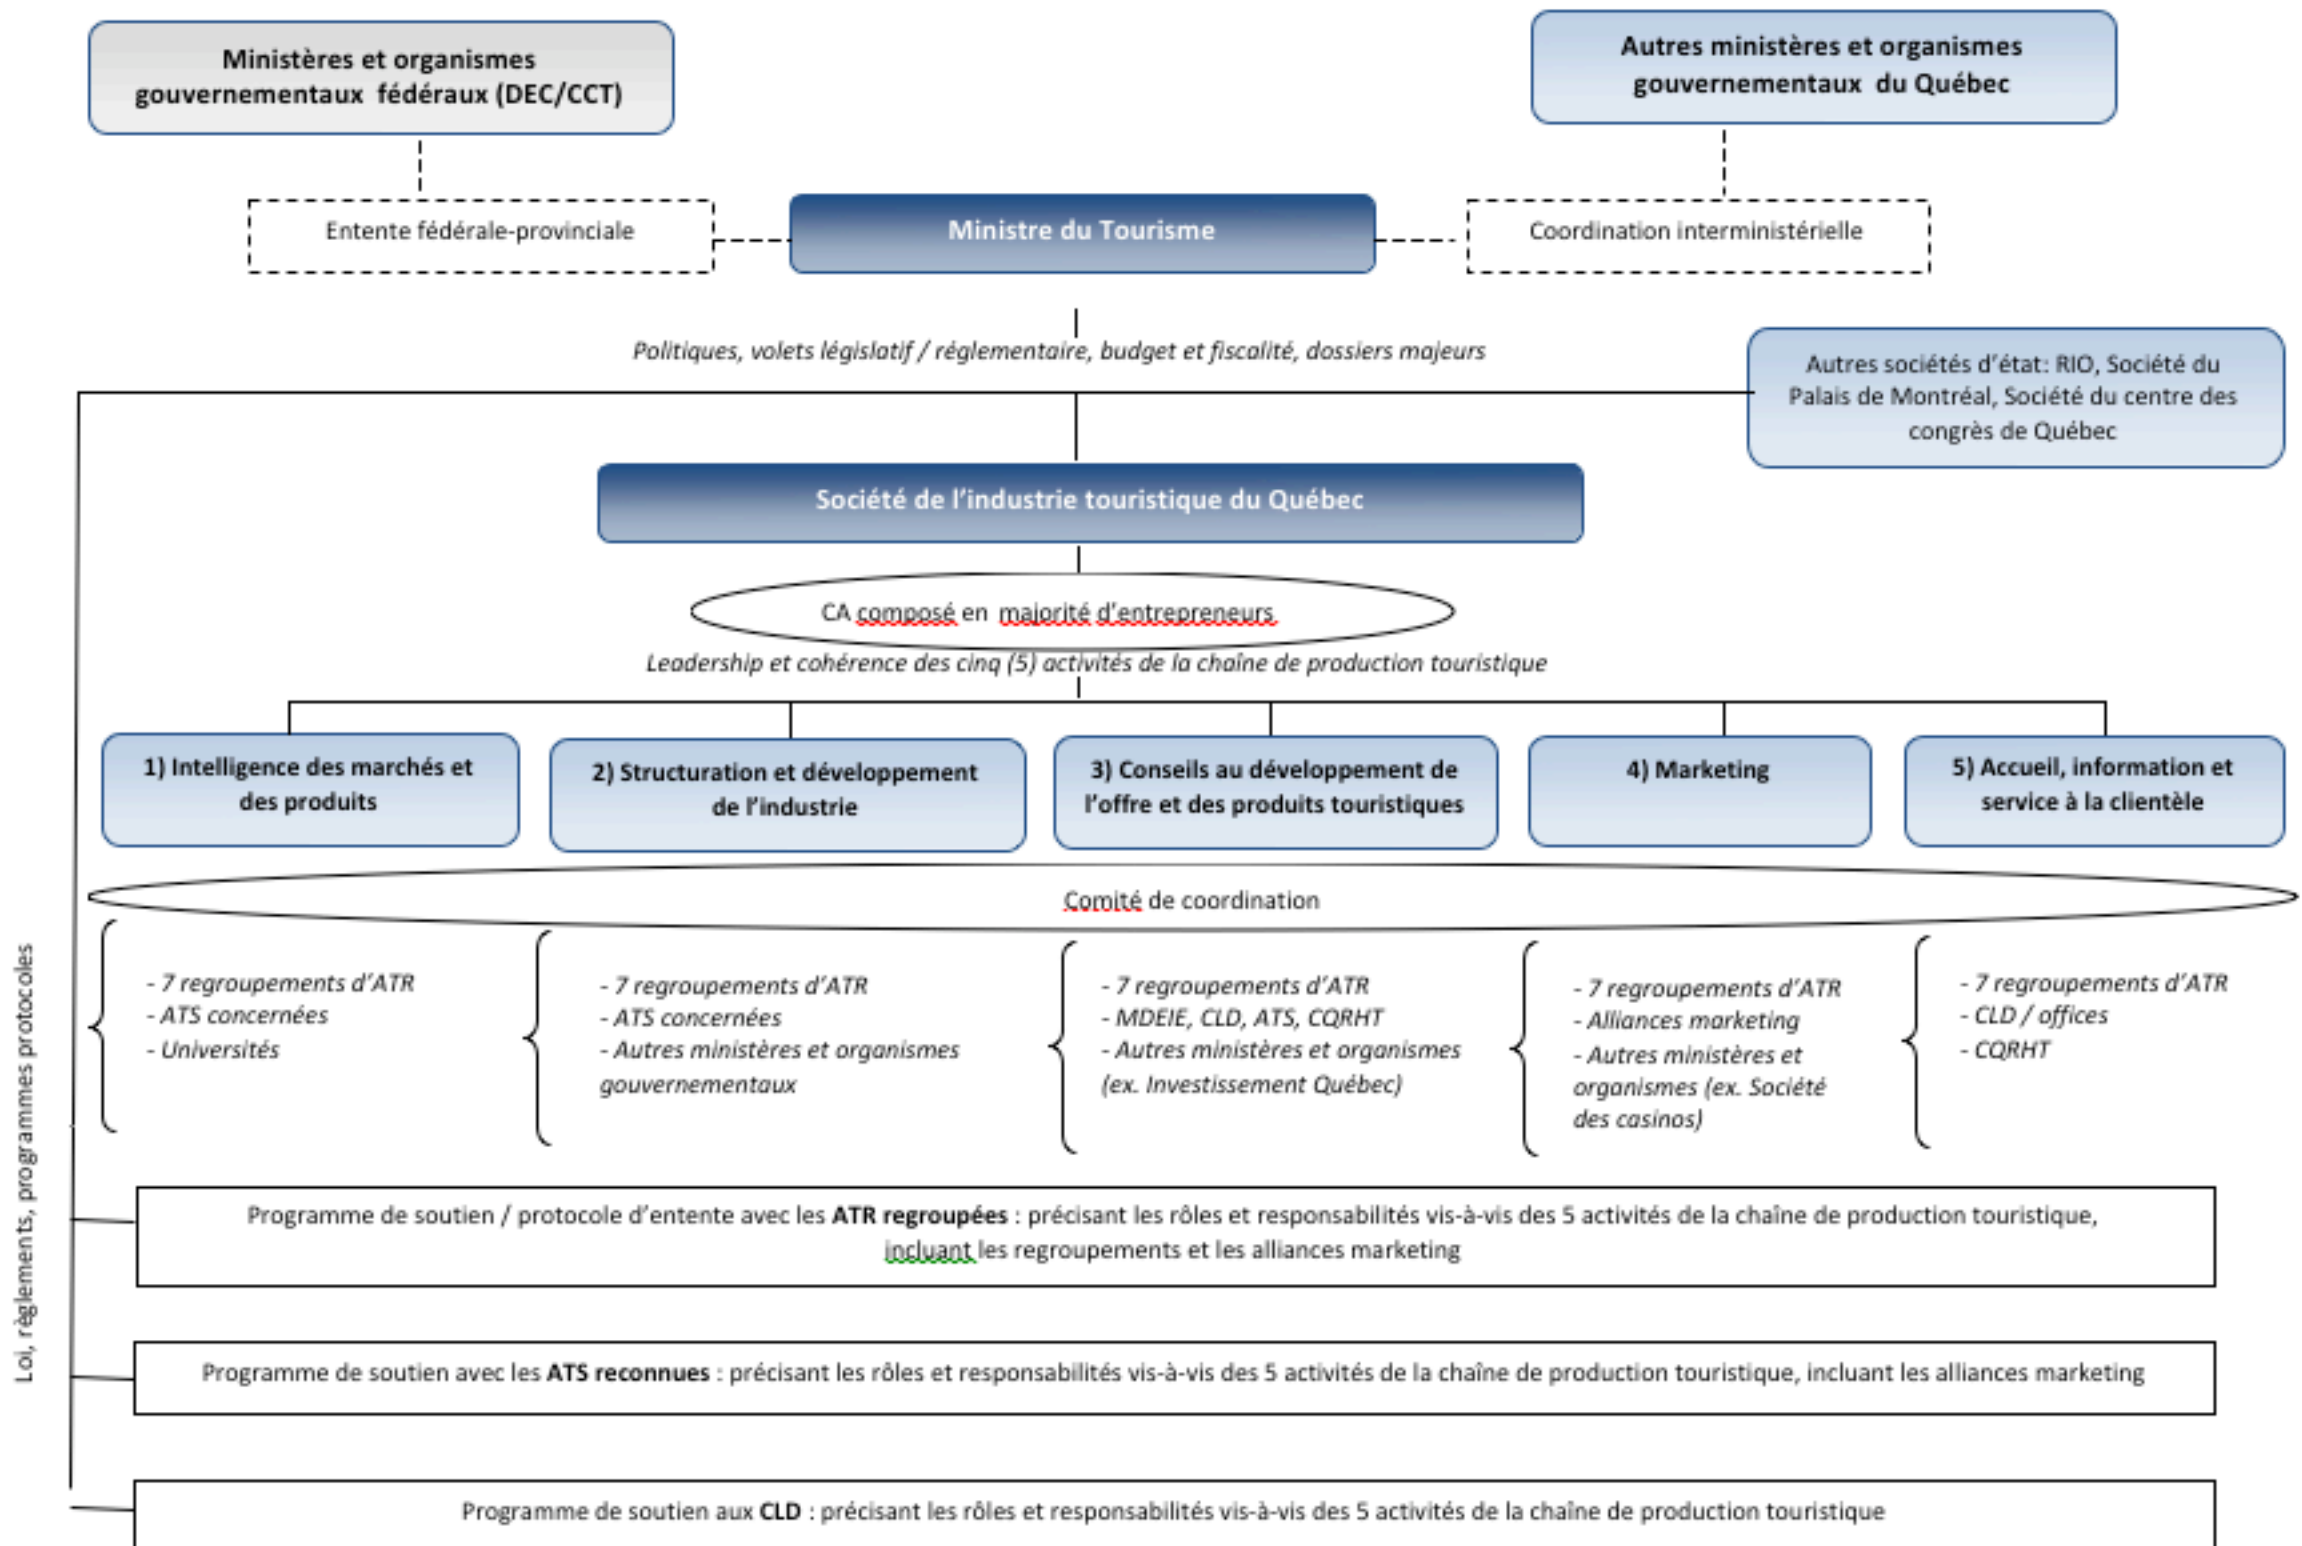 Ministères et organismes
gouvernementaux fédéraux (DEC/CCT)
Autres ministères et organismes
gouvernementaux du Québec
Entente fédérale-provinciale
Ministre du Tourisme
Coordination interministérielle
Politiques, volets législatif / réglementaire, budget et fiscalité, dossiers majeurs
Autres sociétés d'état: RIO, Société du
Palais de Montréal, Société du centre des
congrès de Québec
Société de l'industrie touristique du Québec
CA composé en majorité d'entrepreneurs
Leadership et cohérence des cinq (5) activités de la chaîne de production touristique
1) Intelligence des marchés et
des produits
2) Structuration et développement
de l'industrie
3) Conseils au développement de
l'offre et des produits touristiques
4) Marketing
5) Accueil, information et
service à la clientèle
Comité de coordination
- 7 regroupements d'ATR
- ATS concernées
- Universités
- 7 regroupements d'ATR
- ATS concernées
- Autres ministères et organismes
gouvernementaux
- 7 regroupements d'ATR
- MDEIE, CLD, ATS, CQRHT
- Autres ministères et organismes
(ex. Investissement Québec)
- 7 regroupements d'ATR
- Alliances marketing
- Autres ministères et
organismes (ex. Société
des casinos)
- 7 regroupements d'ATR
- CLD / offices
- CQRHT
Loi, règlements, programmes protocoles
Programme de soutien / protocole d'entente avec les ATR regroupées : précisant les rôles et responsabilités vis-à-vis des 5 activités de la chaîne de production touristique,
incluant les regroupements et les alliances marketing
Programme de soutien avec les ATS reconnues : précisant les rôles et responsabilités vis-à-vis des 5 activités de la chaîne de production touristique, incluant les alliances marketing
Programme de soutien aux CLD : précisant les rôles et responsabilités vis-à-vis des 5 activités de la chaîne de production touristique